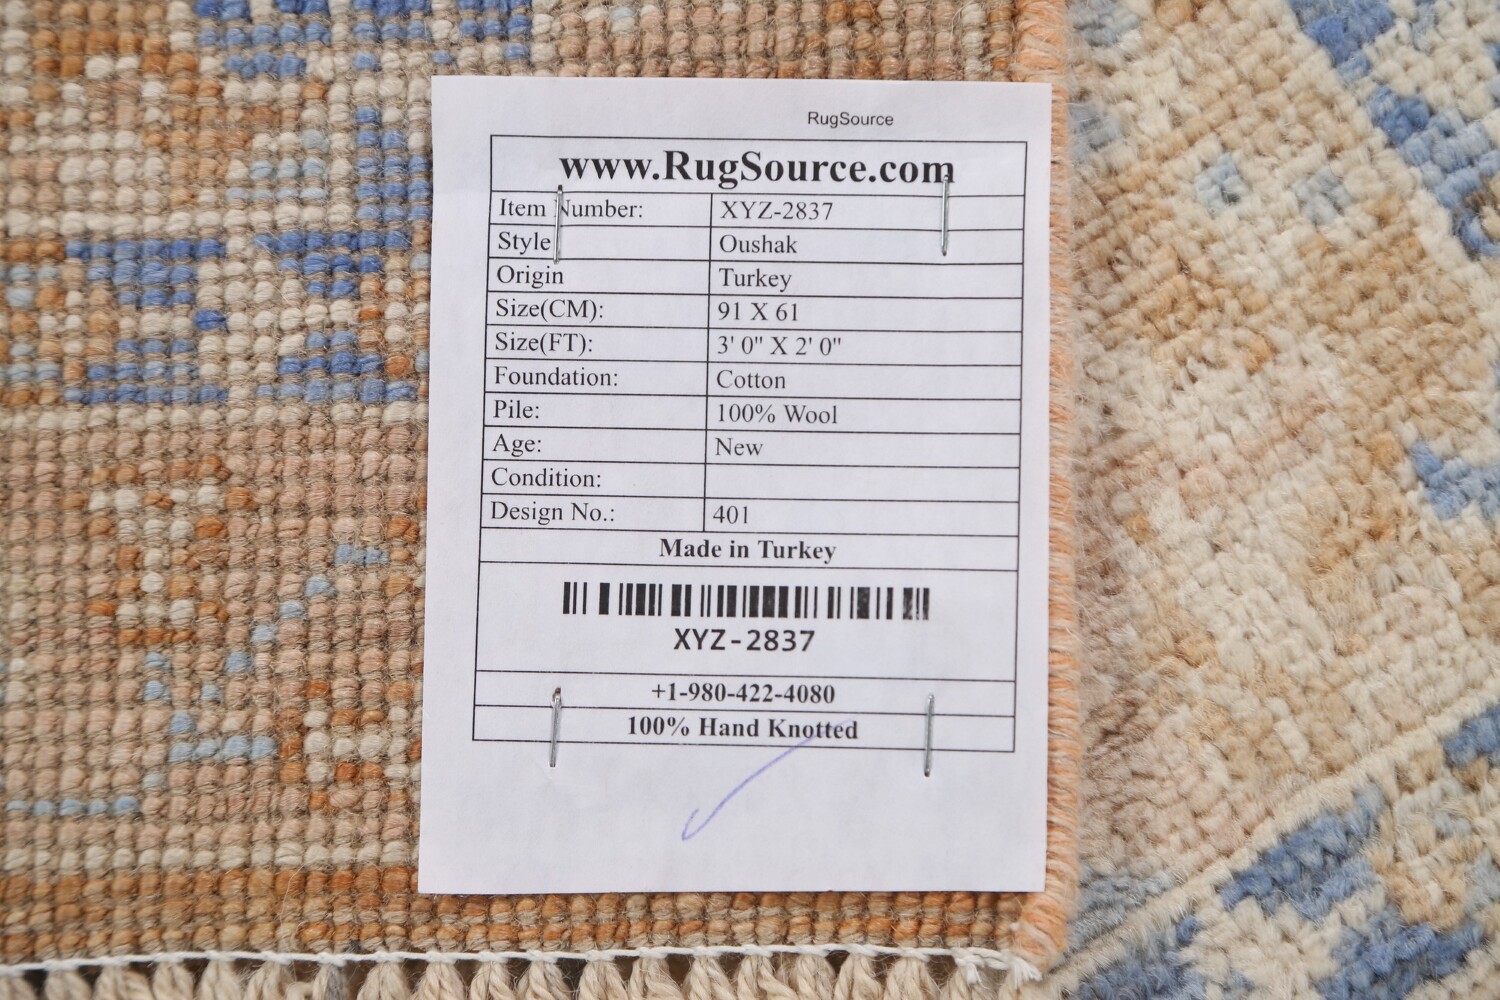 RugSource
www.RugSource.com
Item Number: XYZ-2837
Style Oushak
Origin Turkey
Size(CM): 91 X 61
Size(FT): 3' 0" X 2' 0"
Foundation: Cotton
Pile: 100% Wool
Age: New
Condition:
Design No.: 401
Made in Turkey
XYZ-2837
+1-980-422-4080
100% Hand Knotted